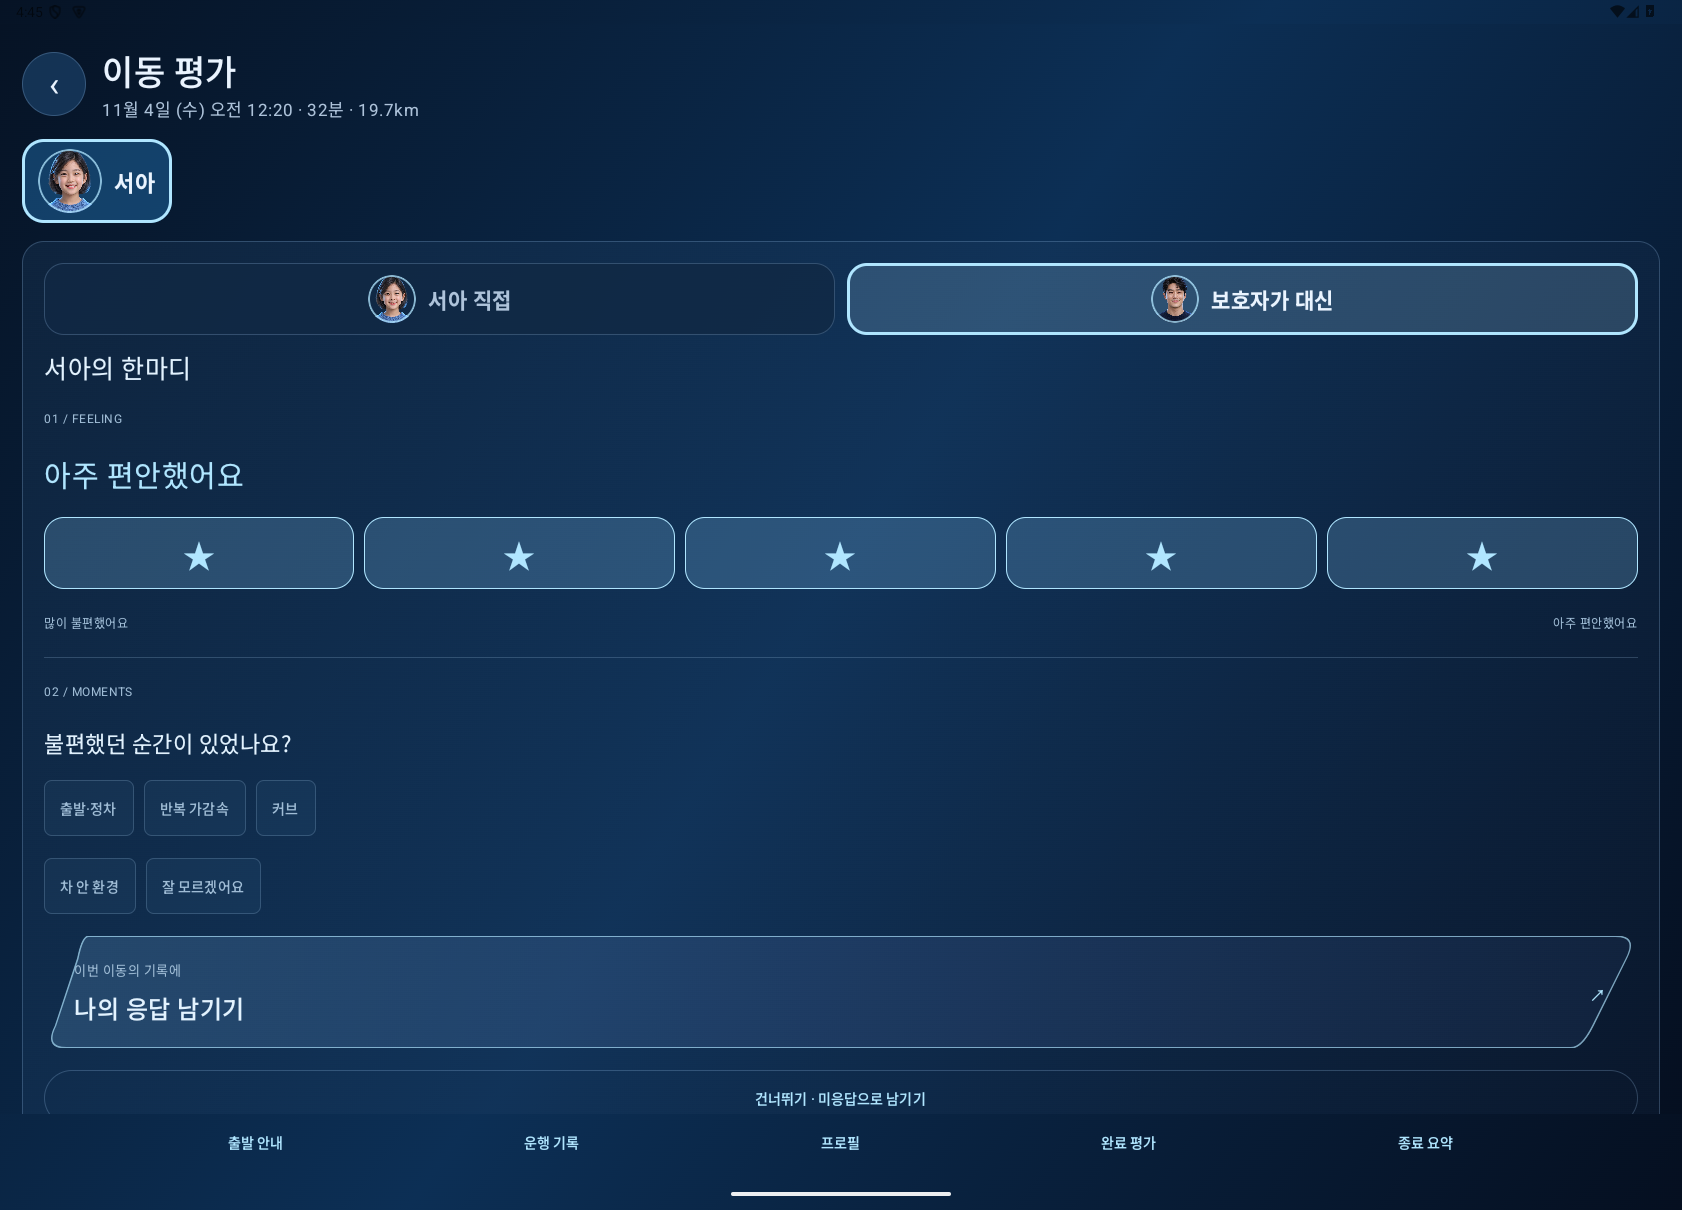 4:45
이동 평가
11월 4일 (수) 오전 12:20 · 32분 · 19.7km
서아
서아 직접
보호자가 대신
서아의 한마디
01 / FEELING
아주 편안했어요
많이 불편했어요
아주 편안했어요
02 / MOMENTS
불편했던 순간이 있었나요?
출발·정차
반복 가감속
커브
차 안 환경
잘 모르겠어요
이번 이동의 기록에
나의 응답 남기기
건너뛰기 · 미응답으로 남기기
출발 안내
운행 기록
프로필
완료 평가
종료 요약